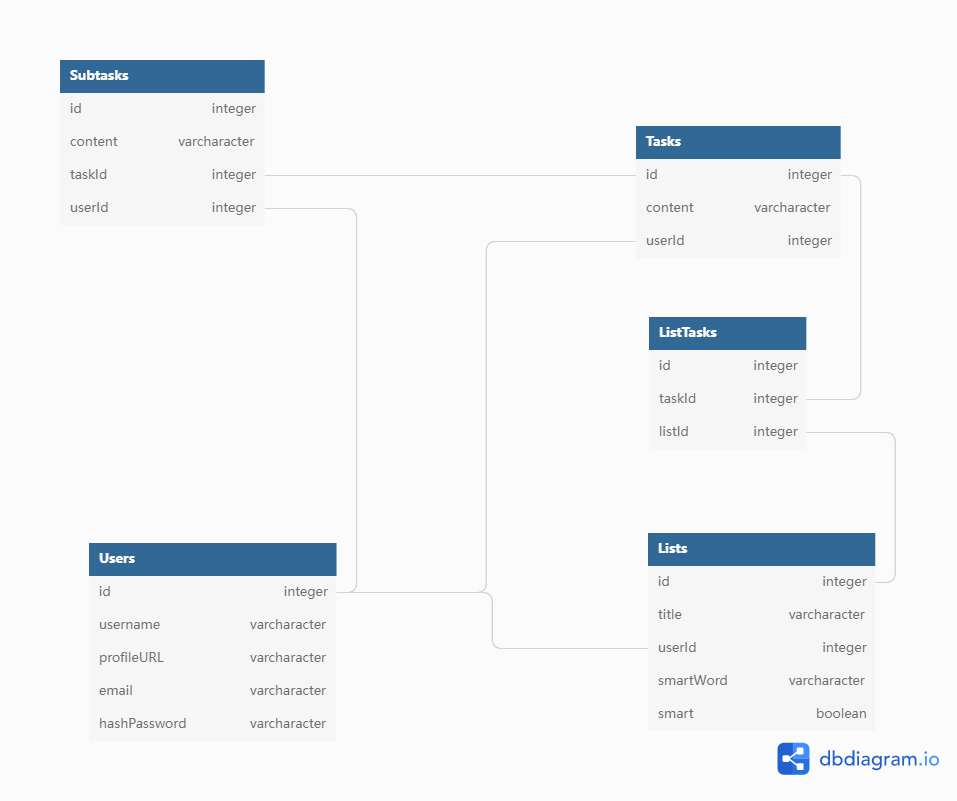 Subtasks
id integer
content varcharacter
taskId integer
userId integer
Tasks
id integer
content varcharacter
userId integer
ListTasks
id integer
taskId integer
listId integer
Users
id integer
username varcharacter
profileURL varcharacter
email varcharacter
hashPassword varcharacter
Lists
id integer
title varcharacter
userId integer
smartWord varcharacter
smart boolean
dbdiagram.io